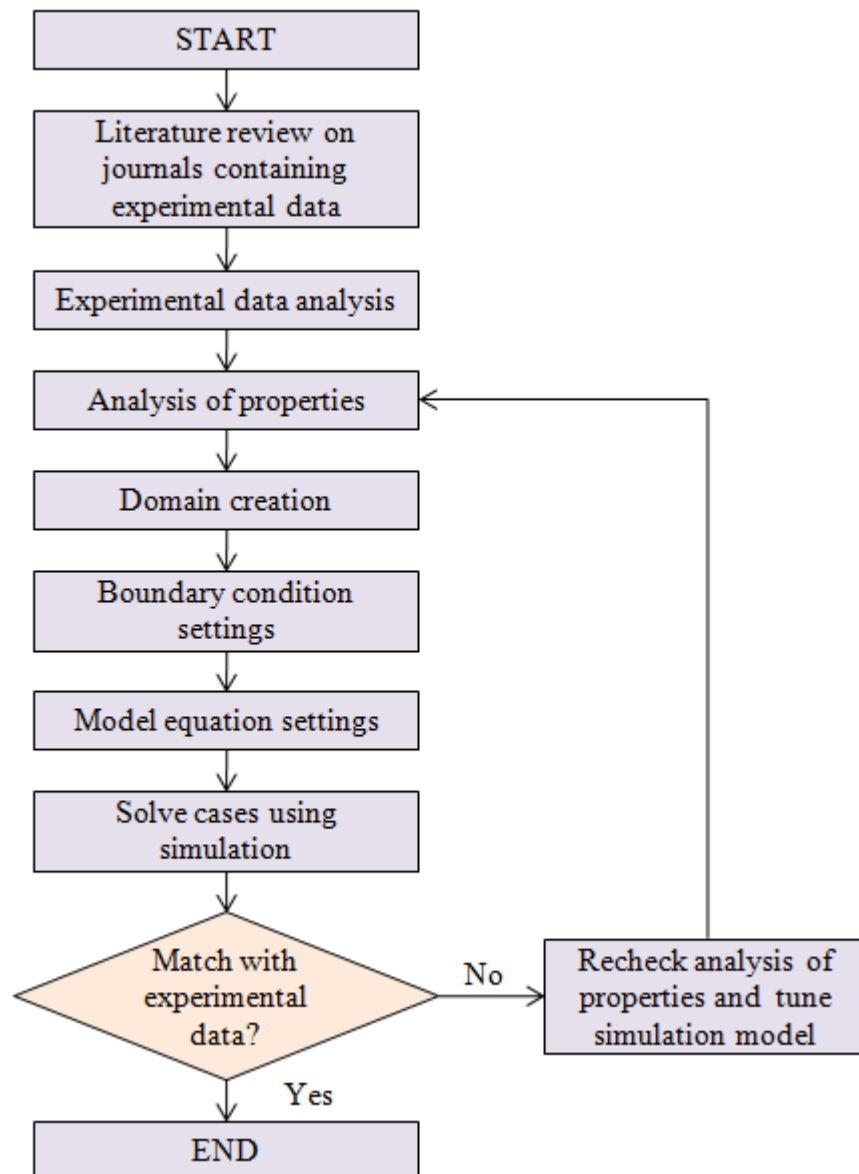 START
Literature review on
journals containing
experimental data
Experimental data analysis
Analysis of properties
Domain creation
Boundary condition
settings
Model equation settings
Solve cases using
simulation
Match with
experimental
data?
No
Recheck analysis of
properties and tune
simulation model
Yes
END